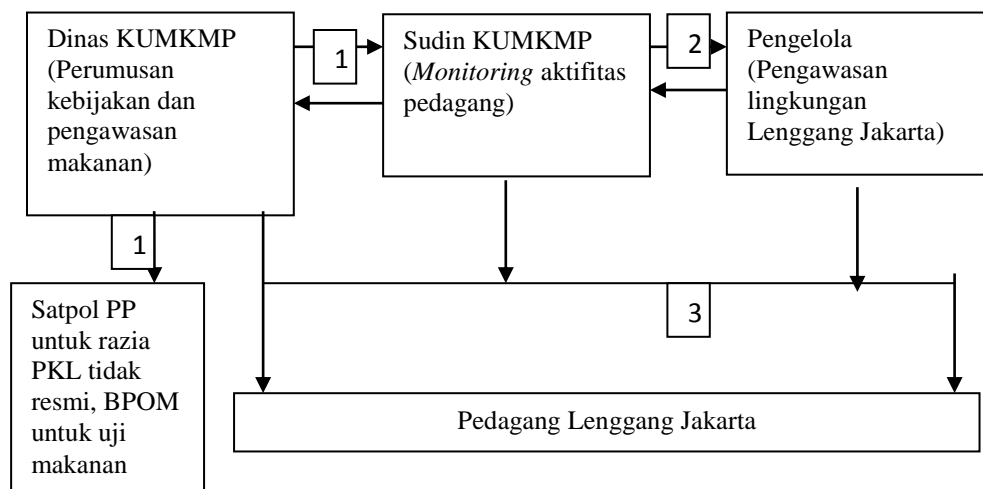 Dinas KUMKMP
(Perumusan
kebijakan dan
pengawasan
makanan)
1
Sudin KUMKMP
(Monitoring aktifitas
pedagang)
2
Pengelola
(Pengawasan
lingkungan
Lenggang Jakarta)
1
Satpol PP
untuk razia
PKL tidak
resmi, BPOM
untuk uji
makanan
3
Pedagang Lenggang Jakarta